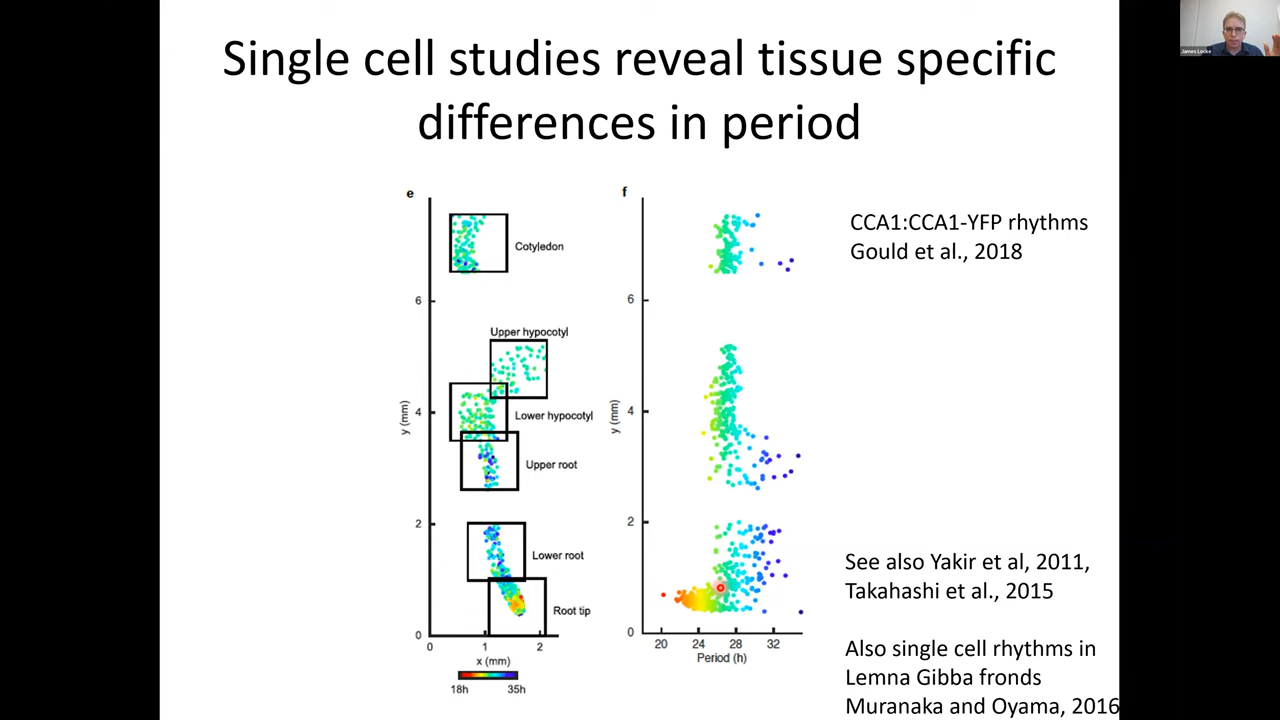 Single cell studies reveal tissue specific
differences in period
James Locke
e
Cotyledon
6
Upper hypocotyl
4
Lower hypocotyl
y (mm)
Upper root
2
Lower root
Root tip
0
0 1 2
x (mm)
18h 35h
f
6
4
y (mm)
2
0
20 24 28 32
Period (h)
CCA1:CCA1-YFP rhythms
Gould et al., 2018
See also Yakir et al, 2011,
Takahashi et al., 2015
Also single cell rhythms in
Lemna Gibba fronds
Muranaka and Oyama, 2016